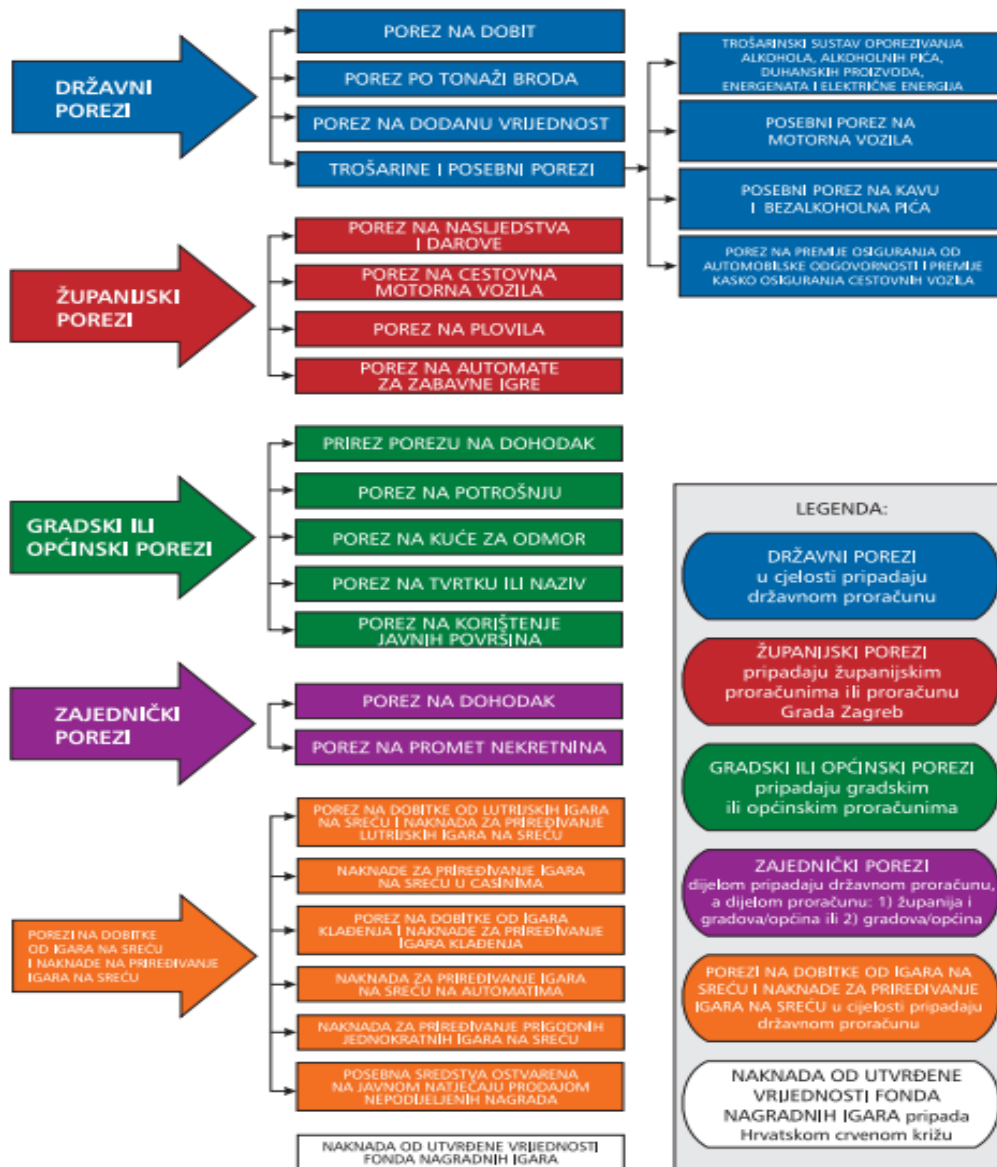 DRŽAVNI
POREZI
POREZ NA DOBIT
POREZ PO TONAŽI BRODA
POREZ NA DODANU VRIJEDNOST
TROŠARINE I POSEBNI POREZI
TROŠARINSKI SUSTAV OPOREZIVANJA
ALKOHOLA, ALKOHOLNIH PIĆA,
DUHANSKIH PROIZVODA,
ENERGENATA I ELEKTRIČNE ENERGIJA
POSEBNI POREZ NA
MOTORNA VOZILA
POSEBNI POREZ NA KAVU
I BEZALKOHOLNA PIĆA
POREZ NA PREMIJE OSIGURANJA OD
AUTOMOBILSKE ODGOVORNOSTI I PREMIJE
KASKO OSIGURANJA CESTOVNIH VOZILA
ŽUPANIJSKI
POREZI
POREZ NA NASLJEDSTVA
I DAROVE
POREZ NA CESTOVNA
MOTORNA VOZILA
POREZ NA PLOVILA
POREZ NA AUTOMATE
ZA ZABAVNE IGRE
GRADSKI ILI
OPĆINSKI POREZI
PRIREZ POREZU NA DOHODAK
POREZ NA POTROŠNJU
POREZ NA KUĆE ZA ODMOR
POREZ NA TVRTKU ILI NAZIV
POREZ NA KORIŠTENJE
JAVNIH POVRŠINA
ZAJEDNIČKI
POREZI
POREZ NA DOHODAK
POREZ NA PROMET NEKRETNINA
POREZI NA DOBITKE
OD IGARA NA SREĆU
I NAKNADE NA PRIREĐIVANJE
IGARA NA SREĆU
POREZ NA DOBITKE OD LUTRIJSKIH IGARA
NA SREĆU I NAKNADA ZA PRIREĐIVANJE
LUTRIJSKIH IGARA NA SREĆU
NAKNADE ZA PRIREĐIVANJE IGARA
NA SREĆU U CASINIMA
POREZ NA DOBITKE OD IGARA
KLAĐENJA I NAKNADE ZA PRIREĐIVANJE
IGARA KLAĐENJA
NAKNADA ZA PRIREĐIVANJE IGARA
NA SREĆU NA AUTOMATIMA
NAKNADA ZA PRIREĐIVANJE PRIGODNIH
JEDNOKRATNIH IGARA NA SREĆU
POSEBNA SREDSTVA OSTVARENA
NA JAVNOM NATJEČAJU PRODAJOM
NEPODIJELJENIH NAGRADA
NAKNADA OD UTVRĐENE VRIJEDNOSTI
FONDA NAGRADNIH IGARA
LEGENDA:
DRŽAVNI POREZI
u cjelosti pripadaju
državnom proračunu
ŽUPANIJSKI POREZI
pripadaju županijskim
proračunima ili proračunu
Grada Zagreb
GRADSKI ILI OPĆINSKI POREZI
pripadaju gradskim
ili općinskim proračunima
ZAJEDNIČKI POREZI
dijelom pripadaju državnom proračunu,
a dijelom proračunu: 1) županija i
gradova/općina ili 2) gradova/općina
POREZI NA DOBITKE OD IGARA NA
SREĆU I NAKNADE ZA PRIREĐIVANJE
IGARA NA SREĆU u cijelosti pripadaju
državnom proračunu
NAKNADA OD UTVRĐENE
VRIJEDNOSTI FONDA
NAGRADNIH IGARA pripada
Hrvatskom crvenom križu